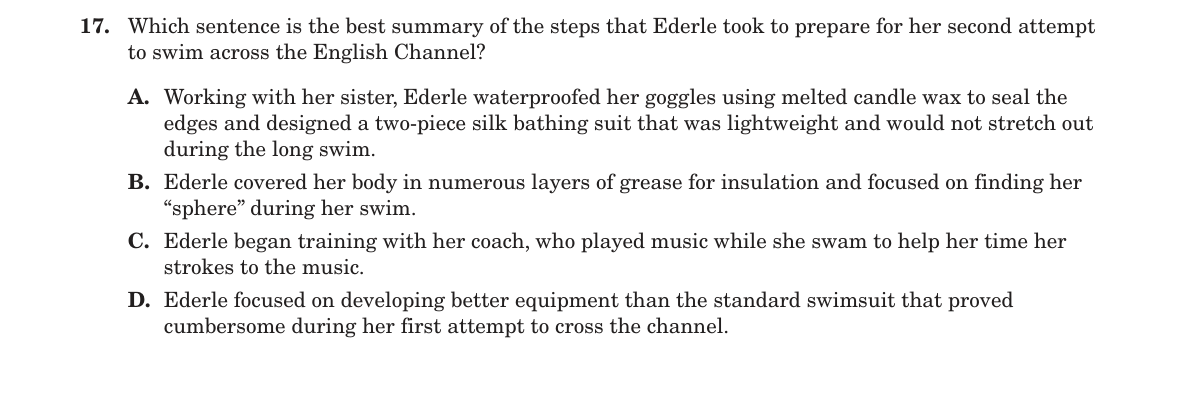 17. Which sentence is the best summary of the steps that Ederle took to prepare for her second attempt
to swim across the English Channel?
A. Working with her sister, Ederle waterproofed her goggles using melted candle wax to seal the
edges and designed a two-piece silk bathing suit that was lightweight and would not stretch out
during the long swim.
B. Ederle covered her body in numerous layers of grease for insulation and focused on finding her
“sphere” during her swim.
C. Ederle began training with her coach, who played music while she swam to help her time her
strokes to the music.
D. Ederle focused on developing better equipment than the standard swimsuit that proved
cumbersome during her first attempt to cross the channel.